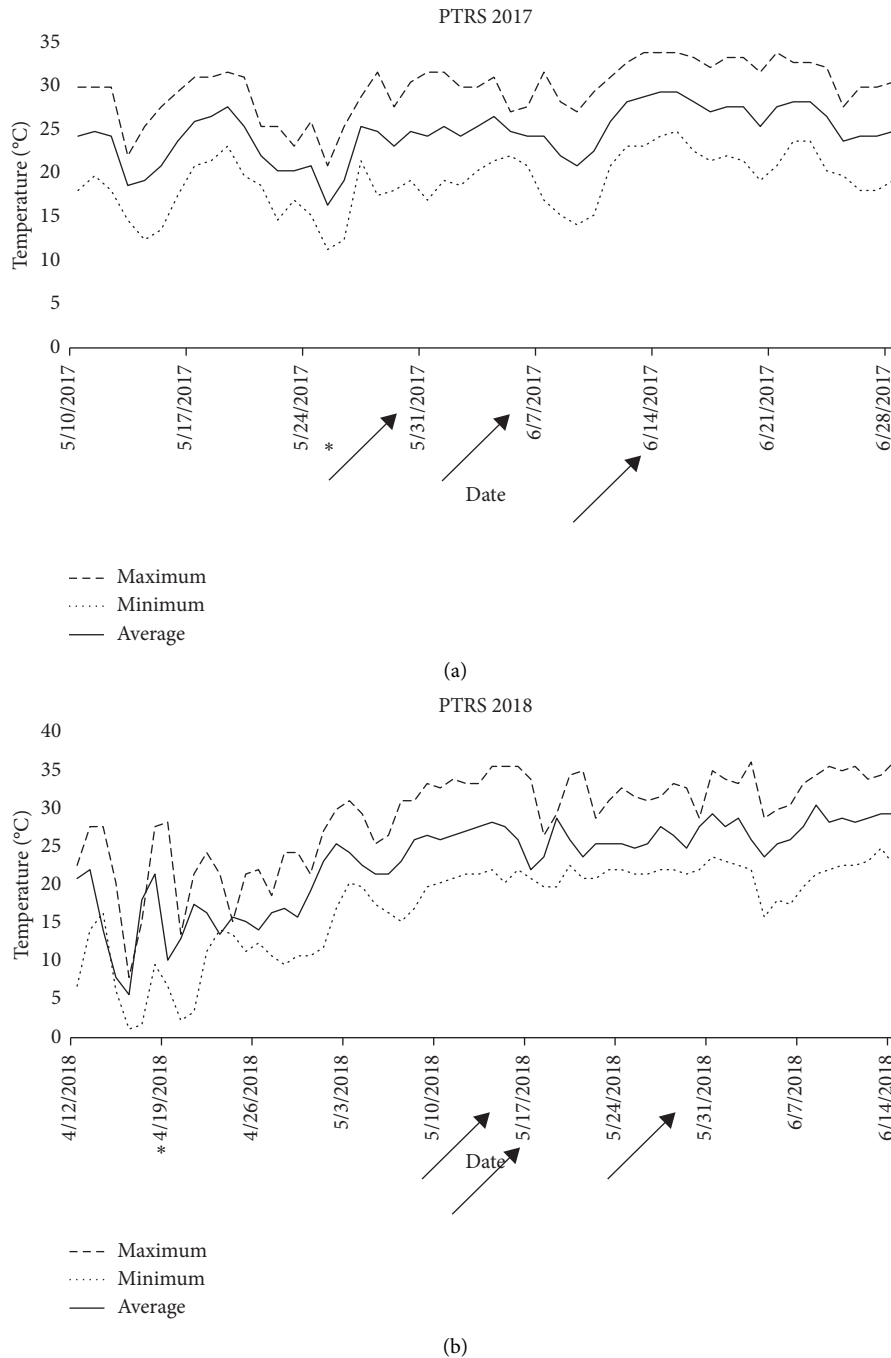 PTRS 2017
35
30
25
20
15
10
5
0
Temperature (°C)
5/10/2017
5/17/2017
5/24/2017
5/31/2017
6/7/2017
6/14/2017
6/21/2017
6/28/2017
*
Date
Maximum
Minimum
Average
(a)
PTRS 2018
40
35
30
25
20
15
10
5
0
Temperature (°C)
4/12/2018
* 4/19/2018
4/26/2018
5/3/2018
5/10/2018
5/17/2018
5/24/2018
5/31/2018
6/7/2018
6/14/2018
Date
Maximum
Minimum
Average
(b)